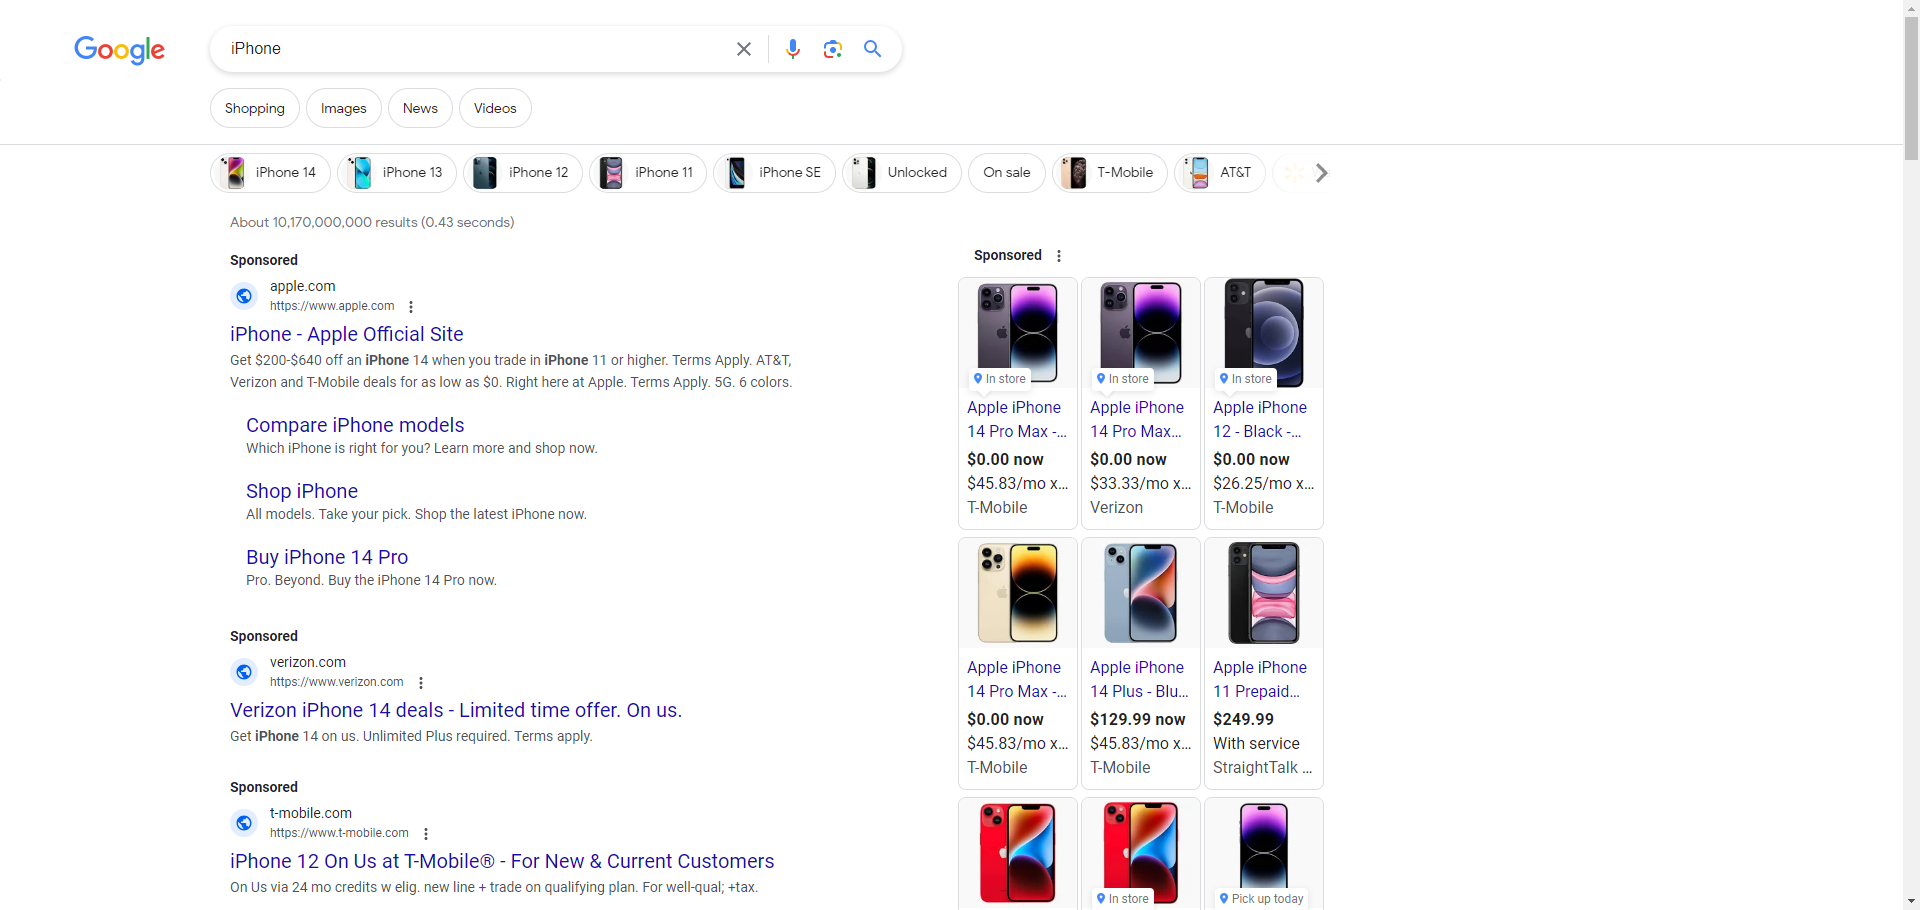 Google
iPhone
Shopping
Images
News
Videos
iPhone 14
iPhone 13
iPhone 12
iPhone 11
iPhone SE
Unlocked
On sale
T-Mobile
AT&T
About 10,170,000,000 results (0.43 seconds)
Sponsored
apple.com
https://www.apple.com
iPhone - Apple Official Site
Get $200-$640 off an iPhone 14 when you trade in iPhone 11 or higher. Terms Apply. AT&T,
Verizon and T-Mobile deals for as low as $0. Right here at Apple. Terms Apply. 5G. 6 colors.
Compare iPhone models
Which iPhone is right for you? Learn more and shop now.
Shop iPhone
All models. Take your pick. Shop the latest iPhone now.
Buy iPhone 14 Pro
Pro. Beyond. Buy the iPhone 14 Pro now.
Sponsored
verizon.com
https://www.verizon.com
Verizon iPhone 14 deals - Limited time offer. On us.
Get iPhone 14 on us. Unlimited Plus required. Terms apply.
Sponsored
t-mobile.com
https://www.t-mobile.com
iPhone 12 On Us at T-Mobile® - For New & Current Customers
On Us via 24 mo credits w elig. new line + trade on qualifying plan. For well-qual; +tax.
Sponsored
In store
Apple iPhone
14 Pro Max -...
$0.00 now
$45.83/mo x...
T-Mobile
In store
Apple iPhone
14 Pro Max...
$0.00 now
$33.33/mo x...
Verizon
In store
Apple iPhone
12 - Black -...
$0.00 now
$26.25/mo x...
T-Mobile
Apple iPhone
14 Pro Max -...
$0.00 now
$45.83/mo x...
T-Mobile
Apple iPhone
14 Plus - Blu...
$129.99 now
$45.83/mo x...
T-Mobile
Apple iPhone
11 Prepaid...
$249.99
With service
StraightTalk ...
In store
Pick up today